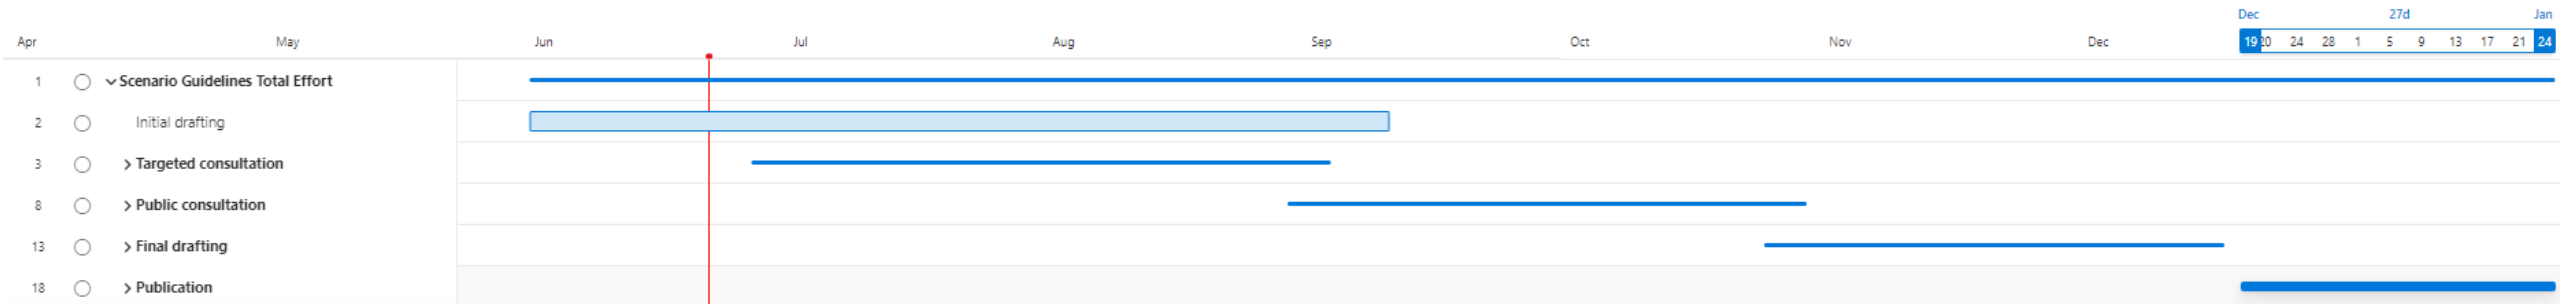 Dec 27d Jan
Apr May Jun Jul Aug Sep Oct Nov Dec 19 20 24 28 1 5 9 13 17 21 24
1 Scenario Guidelines Total Effort
2 Initial drafting
3 Targeted consultation
8 Public consultation
13 Final drafting
18 Publication